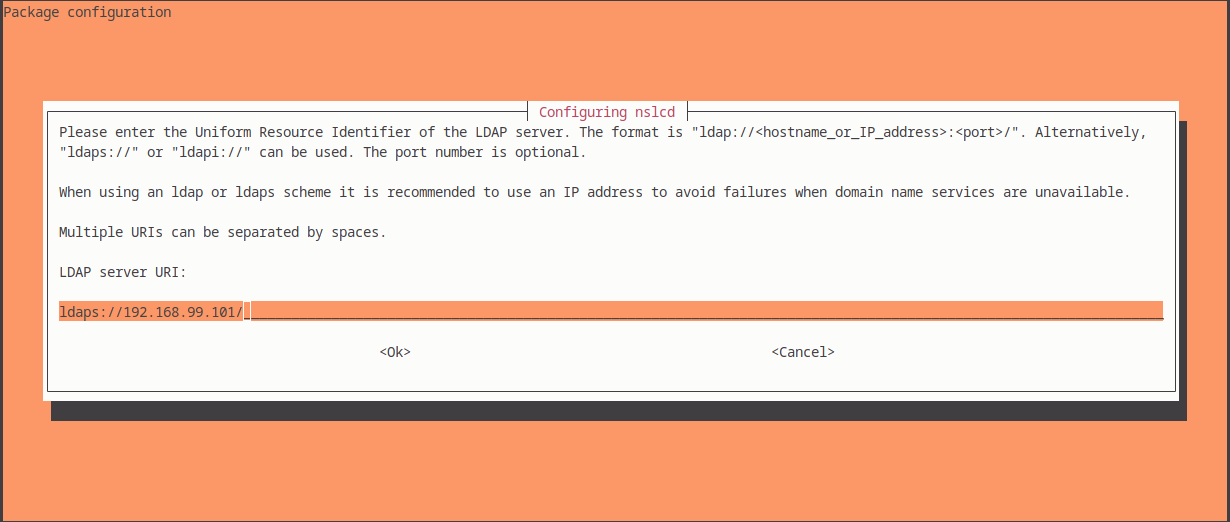 Package configuration
Configuring nslcd
Please enter the Uniform Resource Identifier of the LDAP server. The format is "ldap://<hostname_or_IP_address>:<port>/". Alternatively,
"ldaps://" or "ldapi://" can be used. The port number is optional.
When using an ldap or ldaps scheme it is recommended to use an IP address to avoid failures when domain name services are unavailable.
Multiple URIs can be separated by spaces.
LDAP server URI:
ldaps://192.168.99.101/
<Ok> <Cancel>